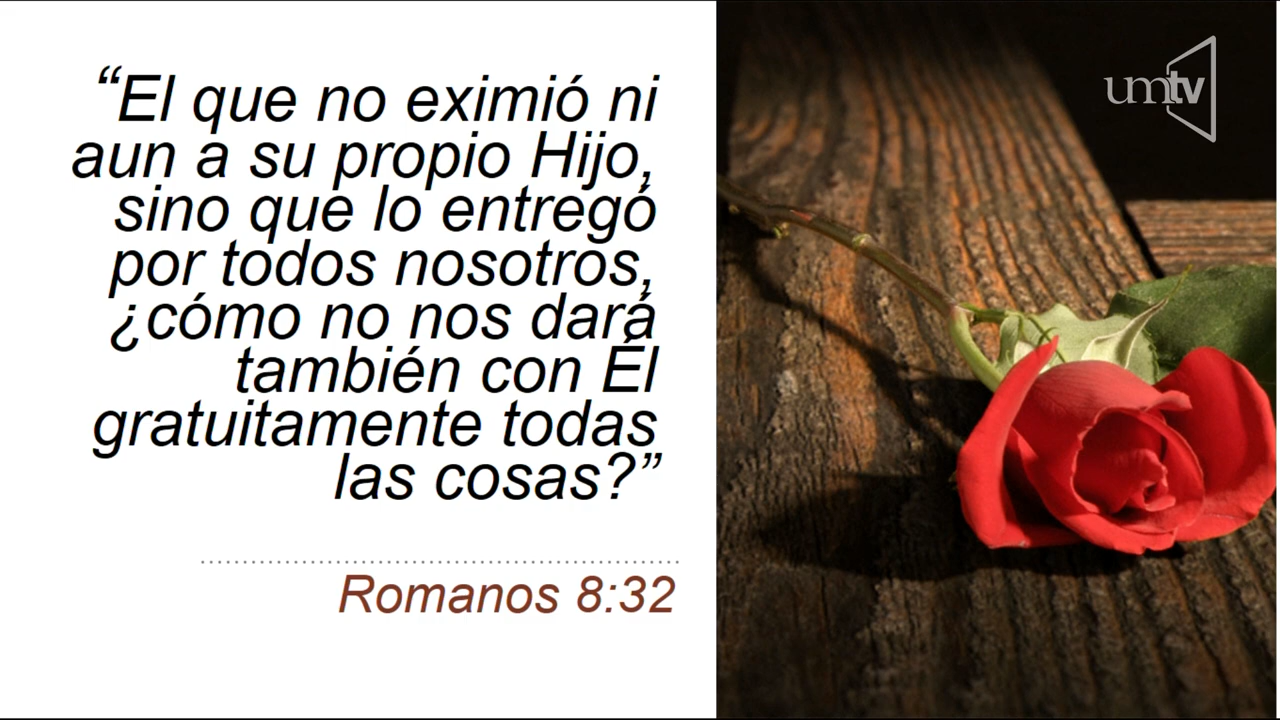 “El que no eximió ni
aun a su propio Hijo,
sino que lo entregó
por todos nosotros,
¿cómo no nos dará
también con Él
gratuitamente todas
las cosas?”
Romanos 8:32
umtv